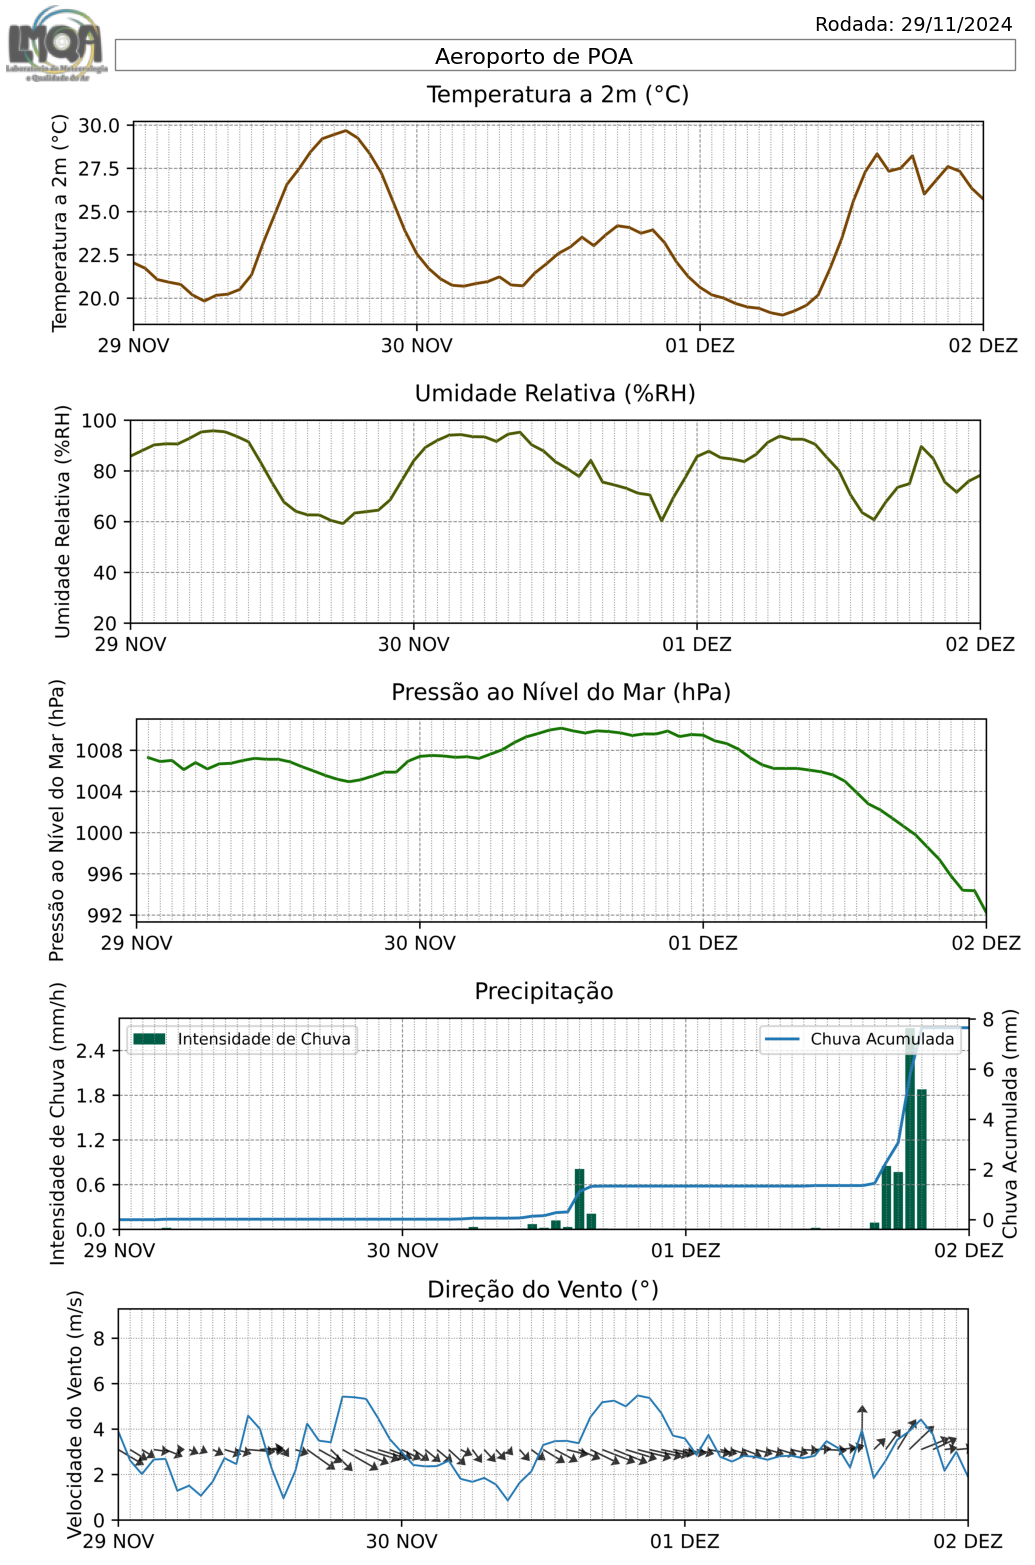 LMQA
Laboratório de Meteorologia
e Qualidade do Ar
Rodada: 29/11/2024
Aeroporto de POA
Temperatura a 2m (°C)
Temperatura a 2m (°C)
30.0
27.5
25.0
22.5
20.0
29 NOV 30 NOV 01 DEZ 02 DEZ
Umidade Relativa (%RH)
Umidade Relativa (%RH)
100
80
60
40
20
29 NOV 30 NOV 01 DEZ 02 DEZ
Pressão ao Nível do Mar (hPa)
Pressão ao Nível do Mar (hPa)
1008
1004
1000
996
992
29 NOV 30 NOV 01 DEZ 02 DEZ
Precipitação
Intensidade de Chuva (mm/h)
Intensidade de Chuva
Chuva Acumulada
2.4
1.8
1.2
0.6
0.0
8
6
4
2
0
Chuva Acumulada (mm)
29 NOV 30 NOV 01 DEZ 02 DEZ
Direção do Vento (°)
Velocidade do Vento (m/s)
8
6
4
2
0
29 NOV 30 NOV 01 DEZ 02 DEZ